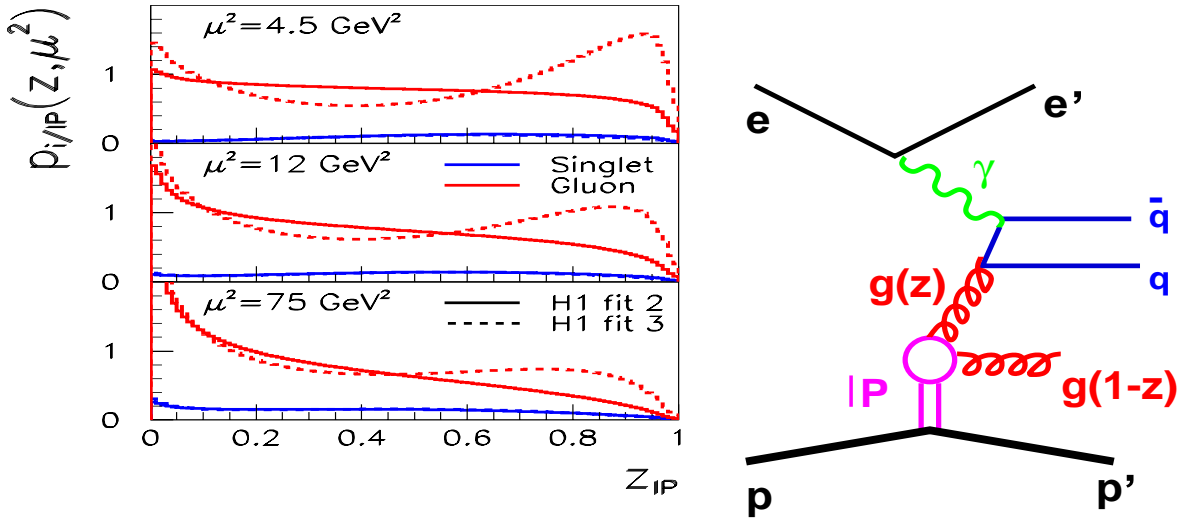 p_{i/IP}(z,μ²)
μ²=4.5 GeV²
1
0
μ²=12 GeV²
Singlet
Gluon
1
0
μ²=75 GeV²
H1 fit 2
H1 fit 3
1
0
0 0.2 0.4 0.6 0.8 1
Z_{IP}
e
e’
γ
q̄
q
g(z)
IP
g(1-z)
p
p’